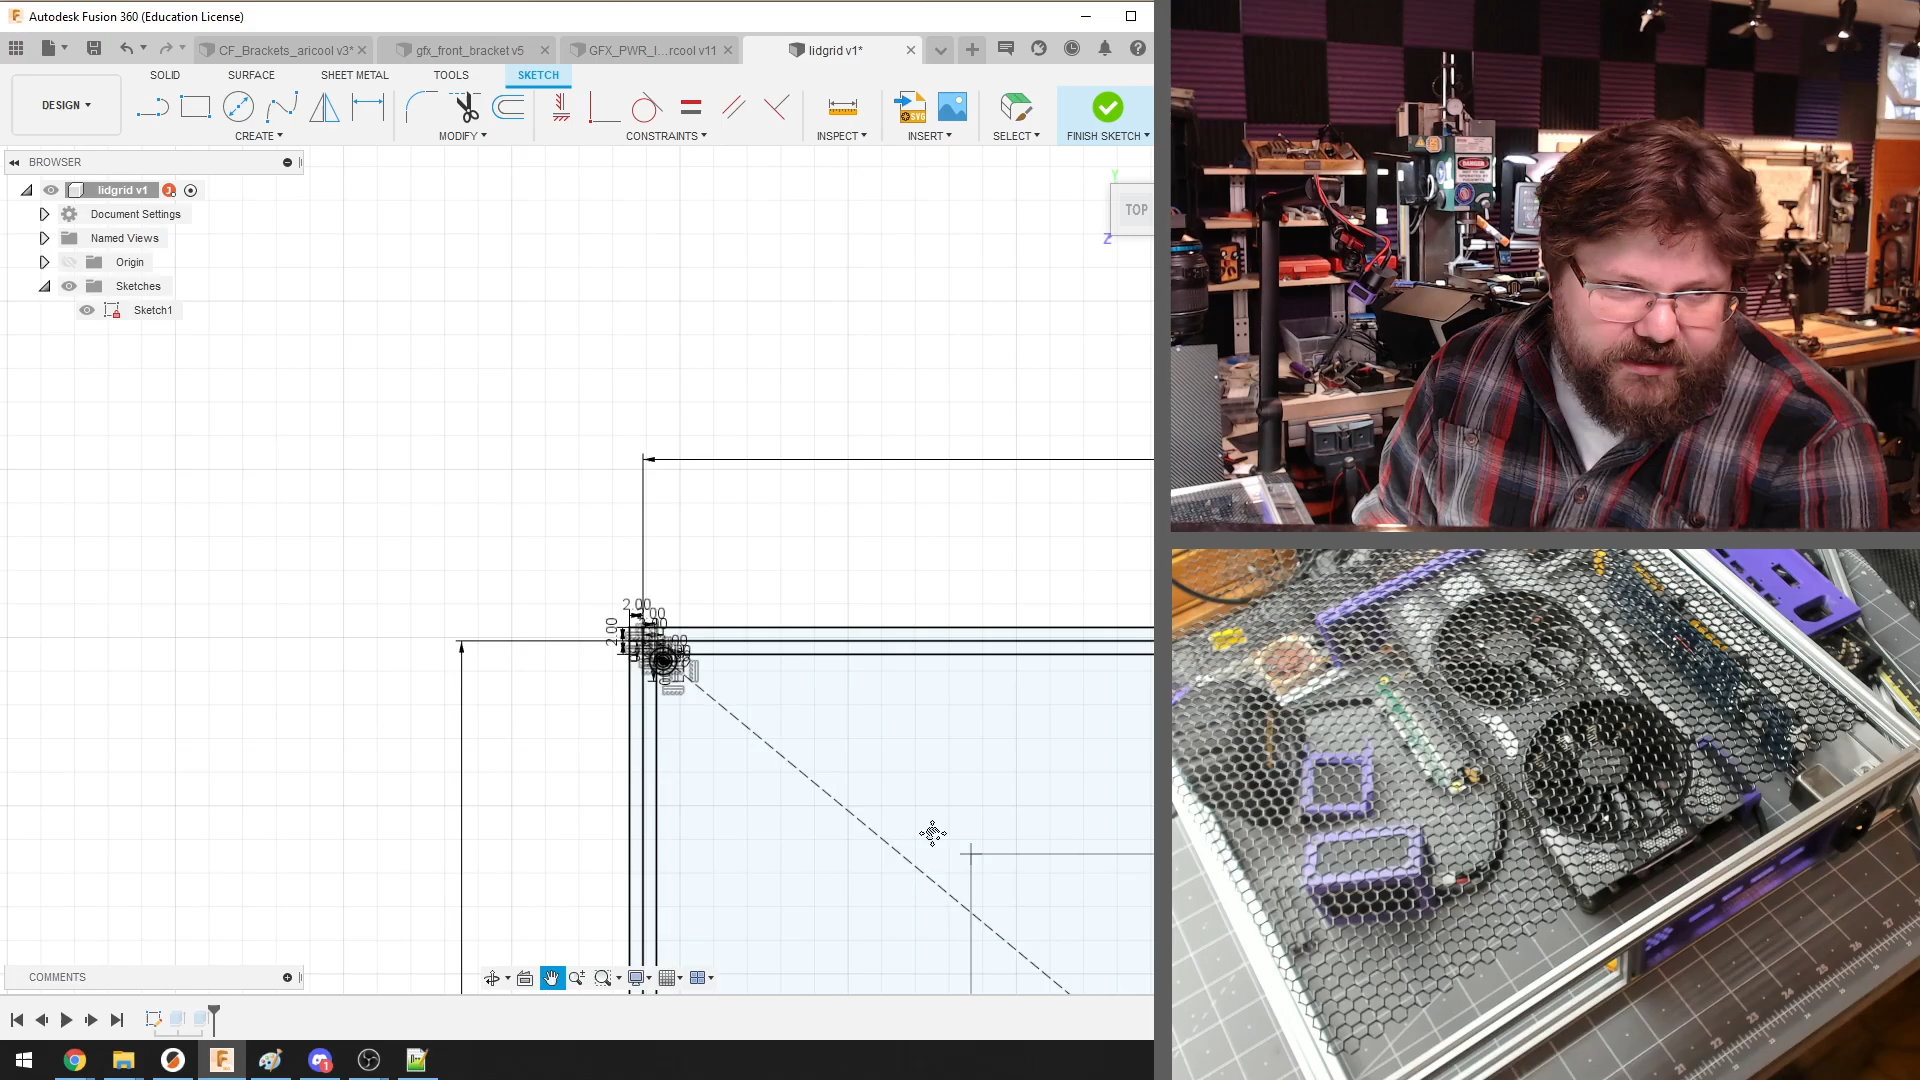 Autodesk Fusion 360 (Education License)
CF_Brackets_aricool v3*
gfx_front_bracket v5
GFX_PWR_I...rcool v11
lidgrid v1*
SOLID
SURFACE
SHEET METAL
TOOLS
SKETCH
DESIGN
CREATE
MODIFY
CONSTRAINTS
INSPECT
INSERT
SELECT
FINISH SKETCH
BROWSER
lidgrid v1
Document Settings
Named Views
Origin
Sketches
Sketch1
Y
TOP
Z
2.00
2.00
COMMENTS
DANGER